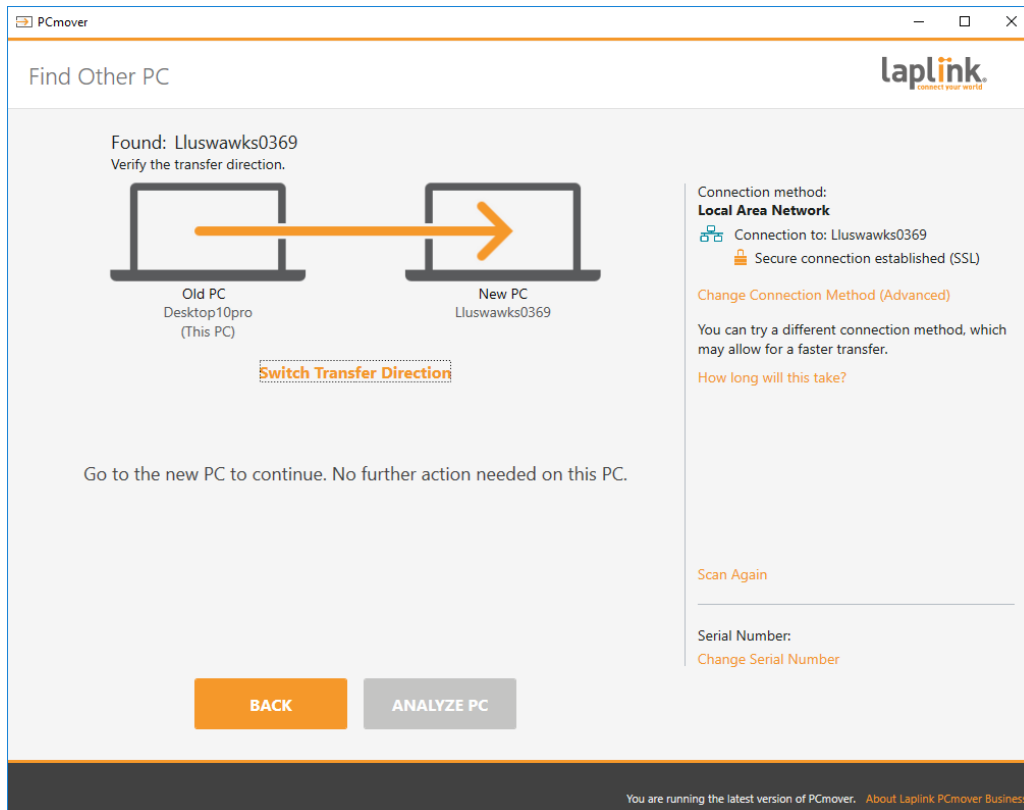 PCmover
Find Other PC
laplink.
connect your world
Found: Lluswawks0369
Verify the transfer direction.
Old PC
Desktop10pro
(This PC)
New PC
Lluswawks0369
Switch Transfer Direction
Go to the new PC to continue. No further action needed on this PC.
BACK
ANALYZE PC
Connection method:
Local Area Network
Connection to: Lluswawks0369
Secure connection established (SSL)
Change Connection Method (Advanced)
You can try a different connection method, which
may allow for a faster transfer.
How long will this take?
Scan Again
Serial Number:
Change Serial Number
You are running the latest version of PCmover. About Laplink PCmover Business